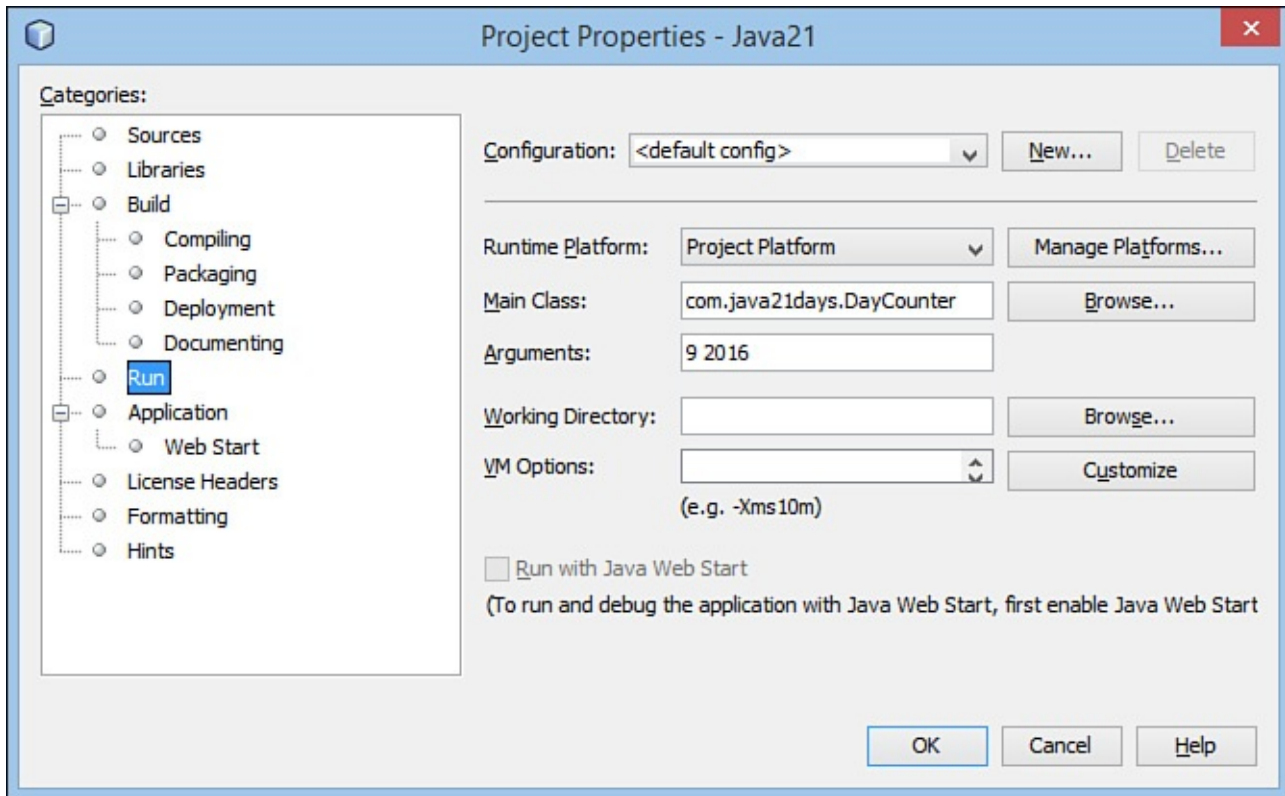 Project Properties - Java21
Categories:
Sources
Libraries
Build
Compiling
Packaging
Deployment
Documenting
Run
Application
Web Start
License Headers
Formatting
Hints
Configuration: <default config> New... Delete
Runtime Platform: Project Platform Manage Platforms...
Main Class: com.java21days.DayCounter Browse...
Arguments: 9 2016
Working Directory: Browse...
VM Options: Customize
(e.g. -Xms10m)
Run with Java Web Start
(To run and debug the application with Java Web Start, first enable Java Web Start
OK Cancel Help